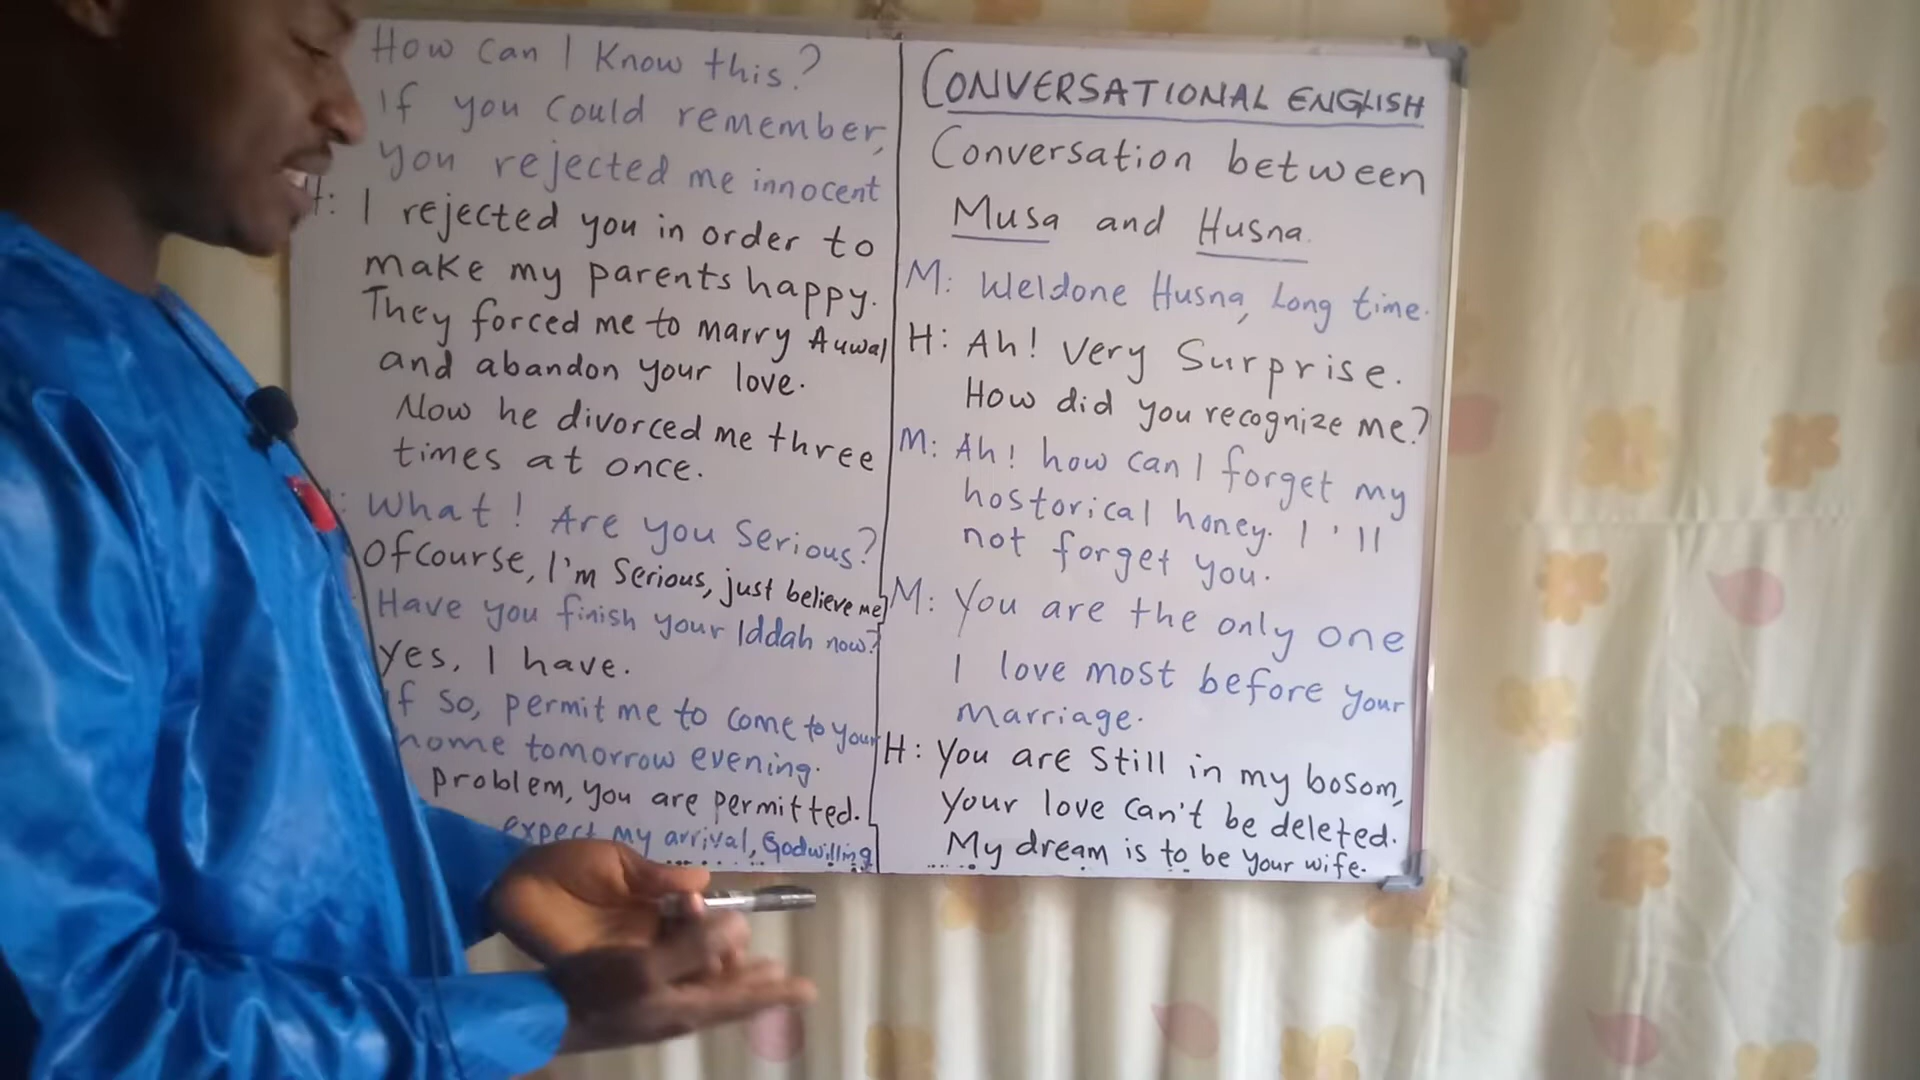 CONVERSATIONAL ENGLISH
Conversation between
Musa and Husna.
M: Weldone Husna, Long time.
H: Ah! Very Surprise.
How did you recognize me?
M: Ah! how can I forget my
hostorical honey. I'll
not forget you.
M: You are the only one
I love most before your
marriage.
H: You are Still in my bosom,
your love can't be deleted.
My dream is to be your wife.
How can I know this?
If you could remember,
you rejected me innocent
H: I rejected you in order to
make my parents happy.
They forced me to marry Auwal
and abandon your love.
Now he divorced me three
times at once.
What! Are you Serious?
Ofcourse, I'm Serious, just believe me
Have you finish your Iddah now?
Yes, I have.
If so, permit me to come to your
home tomorrow evening.
problem, you are permitted.
expect my arrival, Godwilling